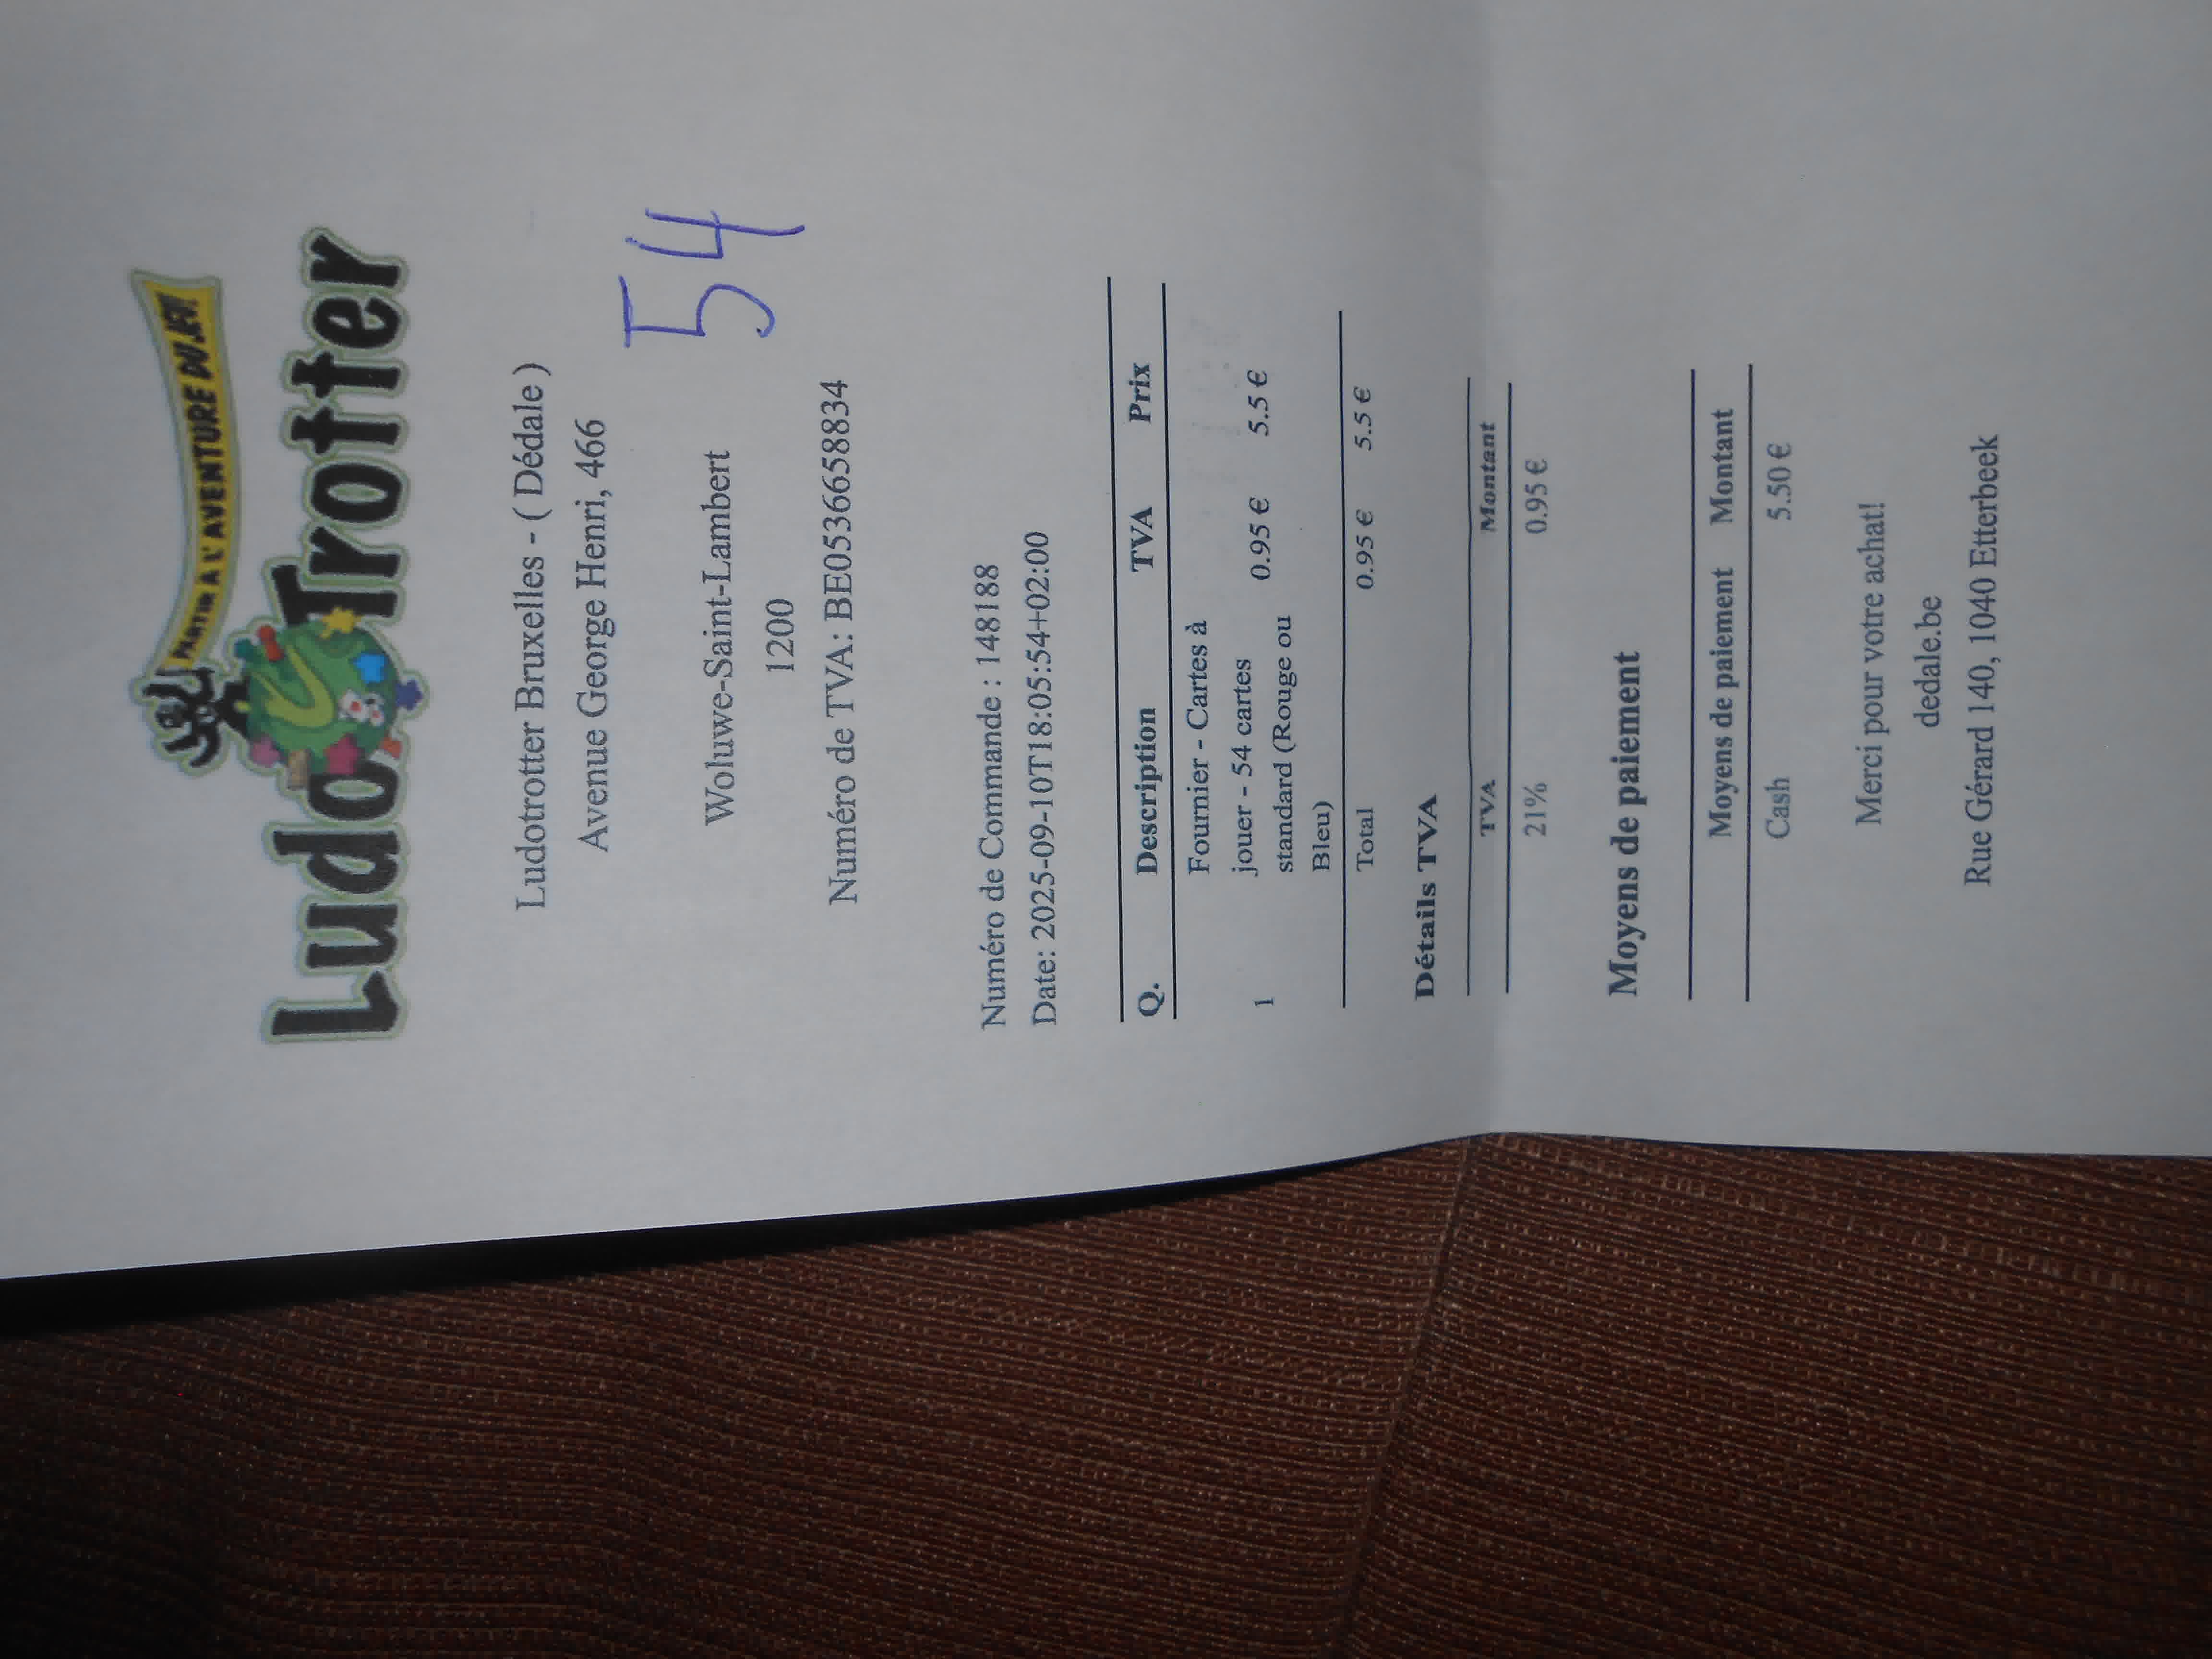 PARTIR A L'AVENTURE DU JEU!
LudoTrotter
Ludotrotter Bruxelles - ( Dédale )
Avenue George Henri, 466
54
Woluwe-Saint-Lambert
1200
Numéro de TVA: BE0536658834
Numéro de Commande : 148188
Date: 2025-09-10T18:05:54+02:00
Q. Description TVA Prix
Fournier - Cartes à
1 jouer - 54 cartes 0.95 € 5.5 €
standard (Rouge ou
Bleu)
Total 0.95 € 5.5 €
Détails TVA
TVA Montant
21% 0.95 €
Moyens de paiement
Moyens de paiement Montant
Cash 5.50 €
Merci pour votre achat!
dedale.be
Rue Gérard 140, 1040 Etterbeek